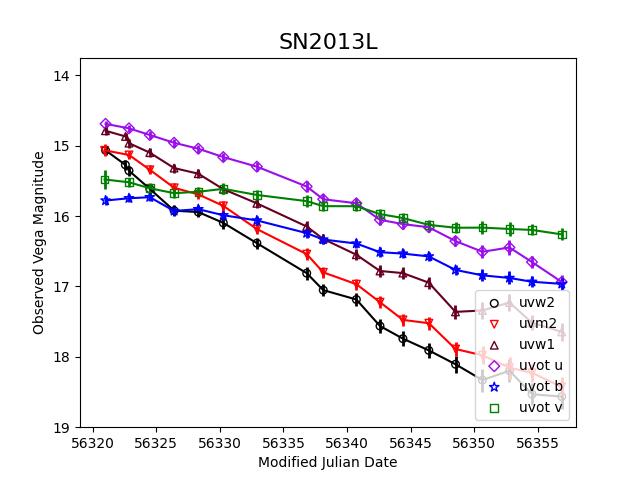 SN2013L
14
15
16
17
18
19
Observed Vega Magnitude
uvw2
uvm2
uvw1
uvot u
uvot b
uvot v
56320 56325 56330 56335 56340 56345 56350 56355
Modified Julian Date